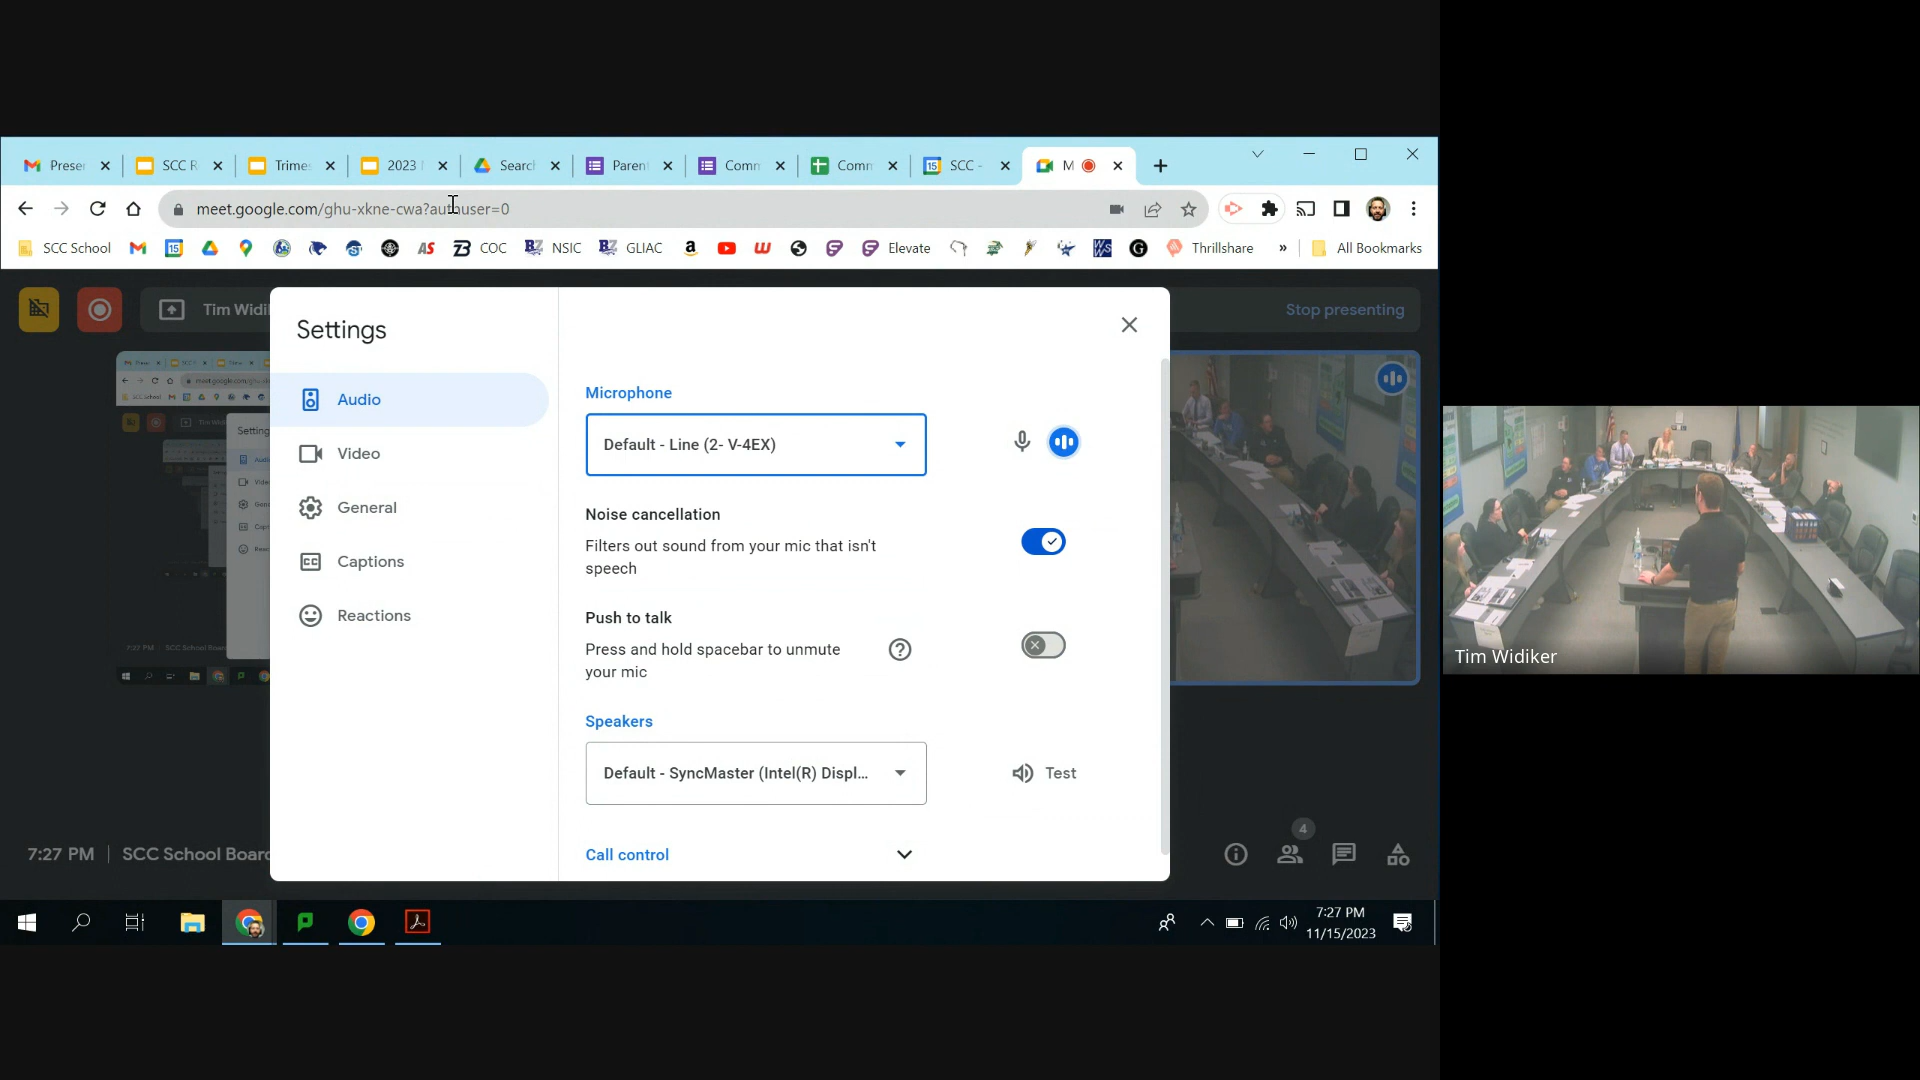 Prese
SCC R
Trime
2023
Search
Paren
Comm
Comm
SCC -
M
meet.google.com/ghu-xkne-cwa?authuser=0
SCC School
COC
NSIC
GLIAC
Elevate
Thrillshare
»
All Bookmarks
Tim Widi
Stop presenting
Settings
Audio
Video
General
Captions
Reactions
Microphone
Default - Line (2- V-4EX)
Noise cancellation
Filters out sound from your mic that isn't
speech
Push to talk
Press and hold spacebar to unmute
your mic
Speakers
Default - SyncMaster (Intel(R) Displ...
Test
Call control
4
7:27 PM | SCC School Board
7:27 PM
11/15/2023
Tim Widiker